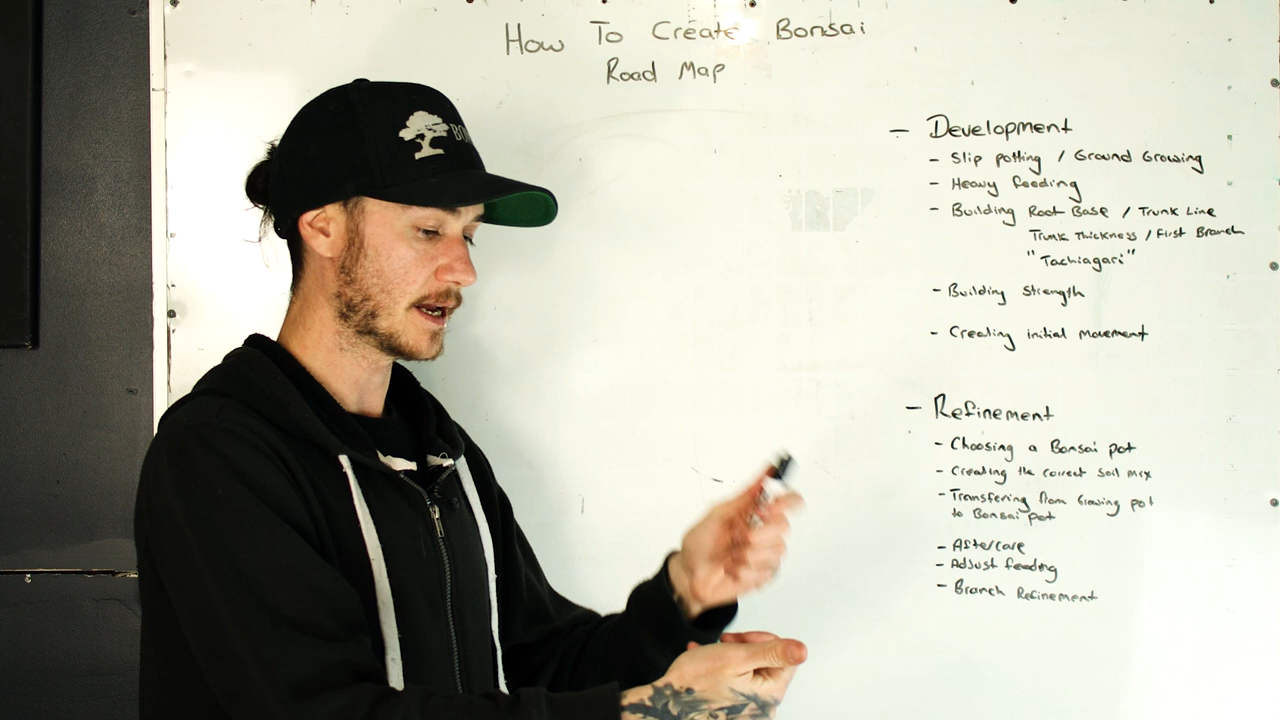 How To Create Bonsai
Road Map
- Development
- Slip potting / Ground Growing
- Heavy feeding
- Building Root Base / Trunk Line
Trunk Thickness / First Branch
"Tachiagari"
- Building Strength
- Creating initial movement
- Refinement
- Choosing a Bonsai pot
- Creating the correct soil mix
- Transfering from Growing pot
to Bonsai pot
- Aftercare
- Adjust feeding
- Branch Refinement